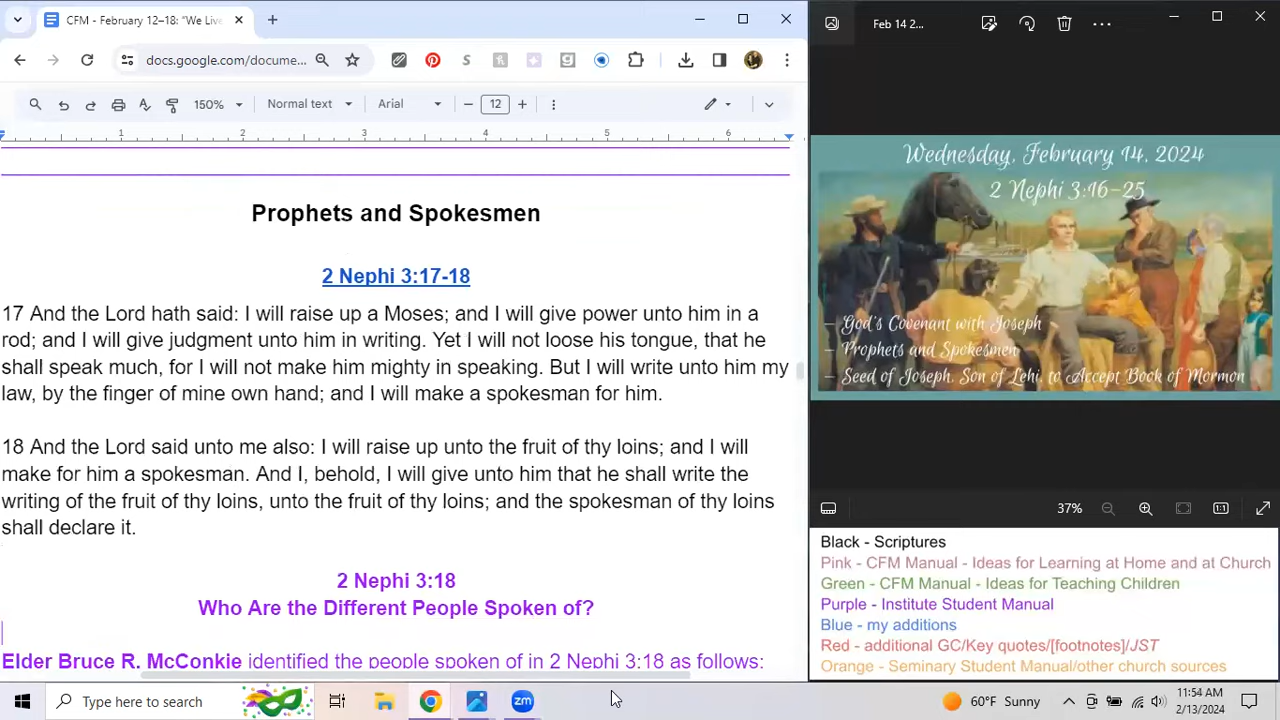 CFM - February 12–18: "We Live
docs.google.com/docume...
150%
Normal text
Arial
12
1 2 3 4 5 6
Prophets and Spokesmen
2 Nephi 3:17-18
17 And the Lord hath said: I will raise up a Moses; and I will give power unto him in a
rod; and I will give judgment unto him in writing. Yet I will not loose his tongue, that he
shall speak much, for I will not make him mighty in speaking. But I will write unto him my
law, by the finger of mine own hand; and I will make a spokesman for him.
18 And the Lord said unto me also: I will raise up unto the fruit of thy loins; and I will
make for him a spokesman. And I, behold, I will give unto him that he shall write the
writing of the fruit of thy loins, unto the fruit of thy loins; and the spokesman of thy loins
shall declare it.
2 Nephi 3:18
Who Are the Different People Spoken of?
Elder Bruce R. McConkie identified the people spoken of in 2 Nephi 3:18 as follows:
Feb 14 2...
Wednesday, February 14, 2024
2 Nephi 3:16-25
- God's Covenant with Joseph
- Prophets and Spokesmen
- Seed of Joseph, Son of Lehi, to Accept Book of Mormon
37%
1:1
Black - Scriptures
Pink - CFM Manual - Ideas for Learning at Home and at Church
Green - CFM Manual - Ideas for Teaching Children
Purple - Institute Student Manual
Blue - my additions
Red - additional GC/Key quotes/[footnotes]/JST
Orange - Seminary Student Manual/other church sources
Type here to search
zm
60°F Sunny
11:54 AM
2/13/2024